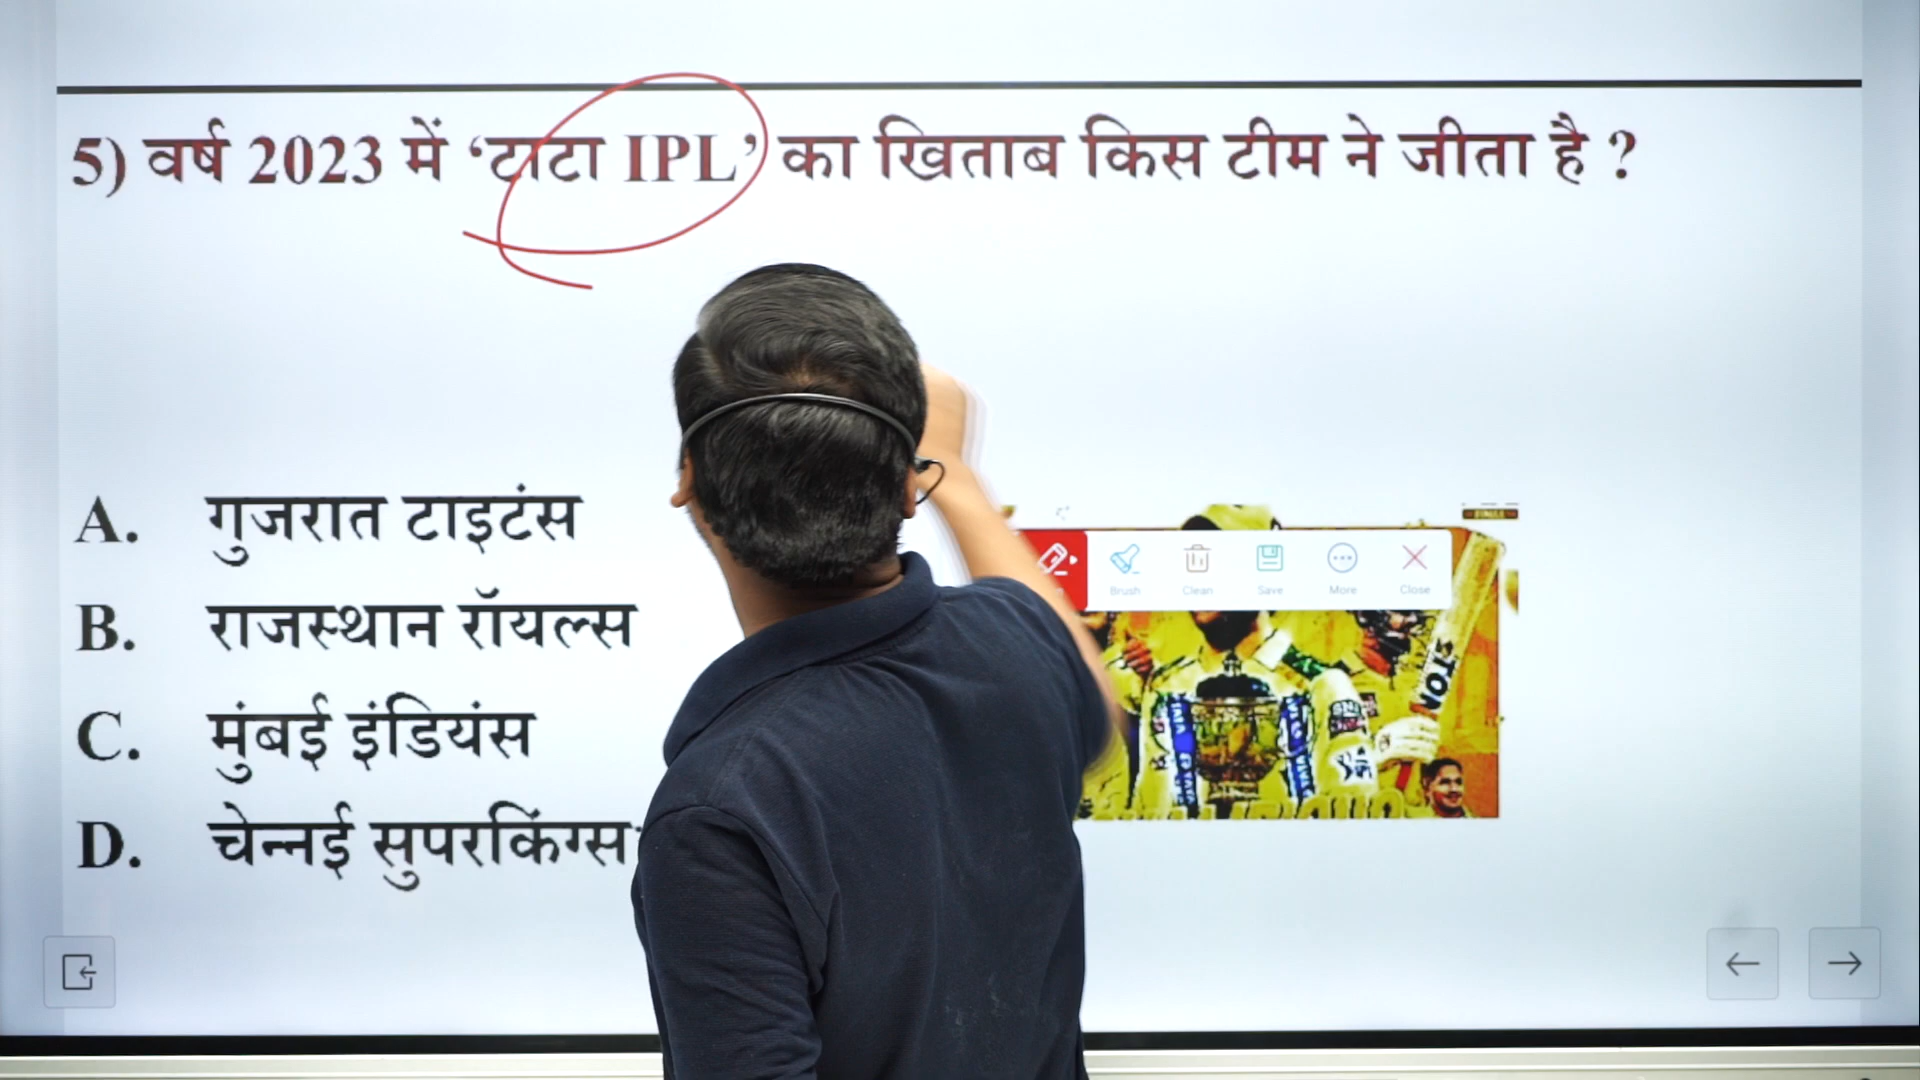 5) वर्ष 2023 में ‘टाटा IPL’ का खिताब किस टीम ने जीता है ?
A. गुजरात टाइटंस
B. राजस्थान रॉयल्स
C. मुंबई इंडियंस
D. चेन्नई सुपरकिंग्स
Brush Clean Save More Close